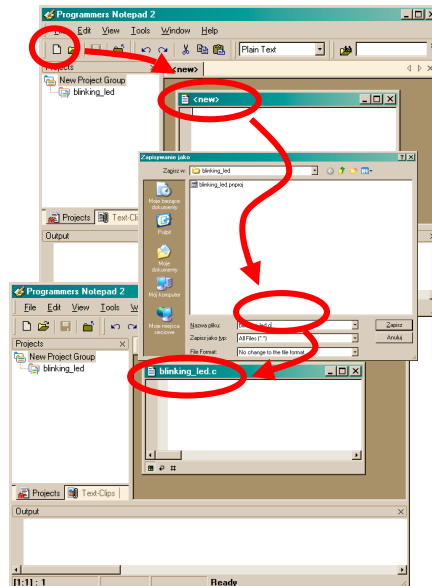 Programmers Notepad 2
File Edit View Tools Window Help
Plain Text
Projects
<new>
New Project Group
blinking_led
<new>
Zapisywanie jako
Zapisz w:
blinking_led
blinking_led.pnproj
Moje bieżące
dokumenty
Pulpit
Moje
dokumenty
Mój komputer
Moje miejsca
sieciowe
Nazwa pliku:
blinking_led.c
Zapisz
Zapisz jako typ:
All Files (*.*)
Anuluj
File Format:
No change to the file format
Projects
Text-Cli
Output
Programmers Notepad 2
File Edit View Tools W
Projects
New Project Group
blinking_led
blinking_led.c
Projects
Text-Clips
Output
[1:1] : 1
Ready